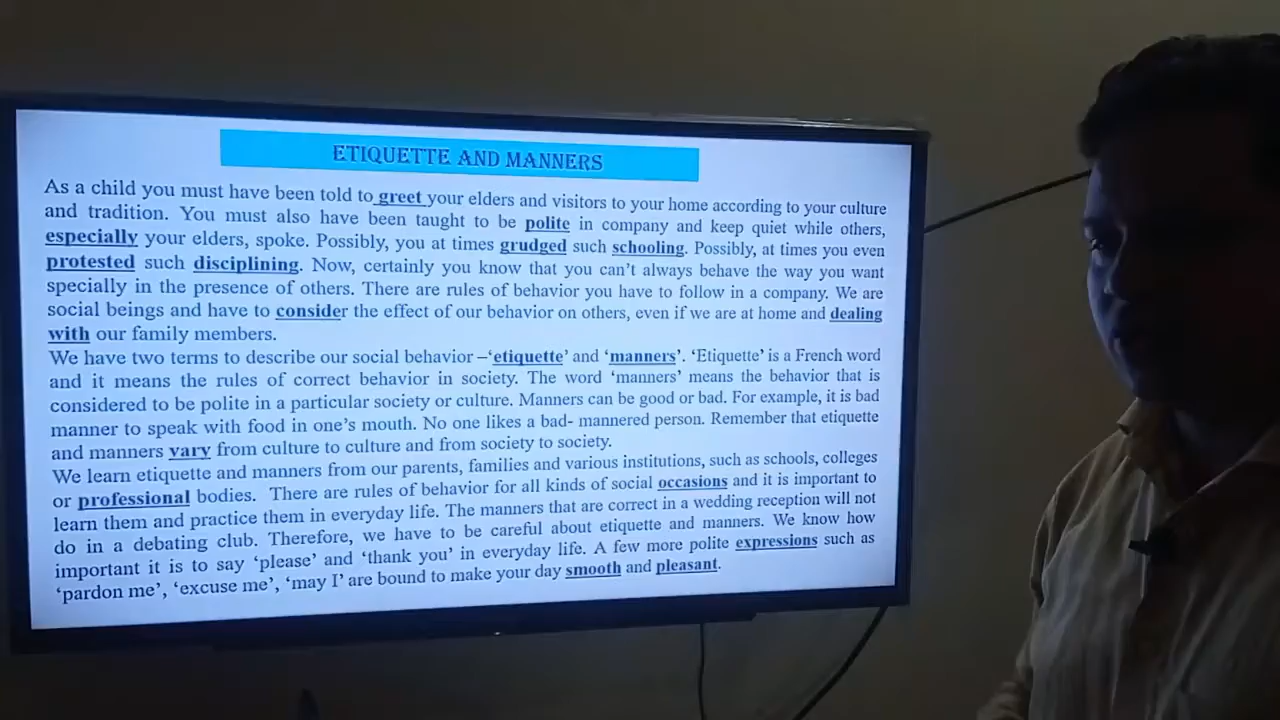 ETIQUETTE AND MANNERS
As a child you must have been told to greet your elders and visitors to your home according to your culture
and tradition. You must also have been taught to be polite in company and keep quiet while others,
especially your elders, spoke. Possibly, you at times grudged such schooling. Possibly, at times you even
protested such disciplining. Now, certainly you know that you can't always behave the way you want
specially in the presence of others. There are rules of behavior you have to follow in a company. We are
social beings and have to consider the effect of our behavior on others, even if we are at home and dealing
with our family members.
We have two terms to describe our social behavior –‘etiquette’ and ‘manners’. ‘Etiquette’ is a French word
and it means the rules of correct behavior in society. The word ‘manners’ means the behavior that is
considered to be polite in a particular society or culture. Manners can be good or bad. For example, it is bad
manner to speak with food in one’s mouth. No one likes a bad- mannered person. Remember that etiquette
and manners vary from culture to culture and from society to society.
We learn etiquette and manners from our parents, families and various institutions, such as schools, colleges
or professional bodies. There are rules of behavior for all kinds of social occasions and it is important to
learn them and practice them in everyday life. The manners that are correct in a wedding reception will not
do in a debating club. Therefore, we have to be careful about etiquette and manners. We know how
important it is to say ‘please’ and ‘thank you’ in everyday life. A few more polite expressions such as
‘pardon me’, ‘excuse me’, ‘may I’ are bound to make your day smooth and pleasant.